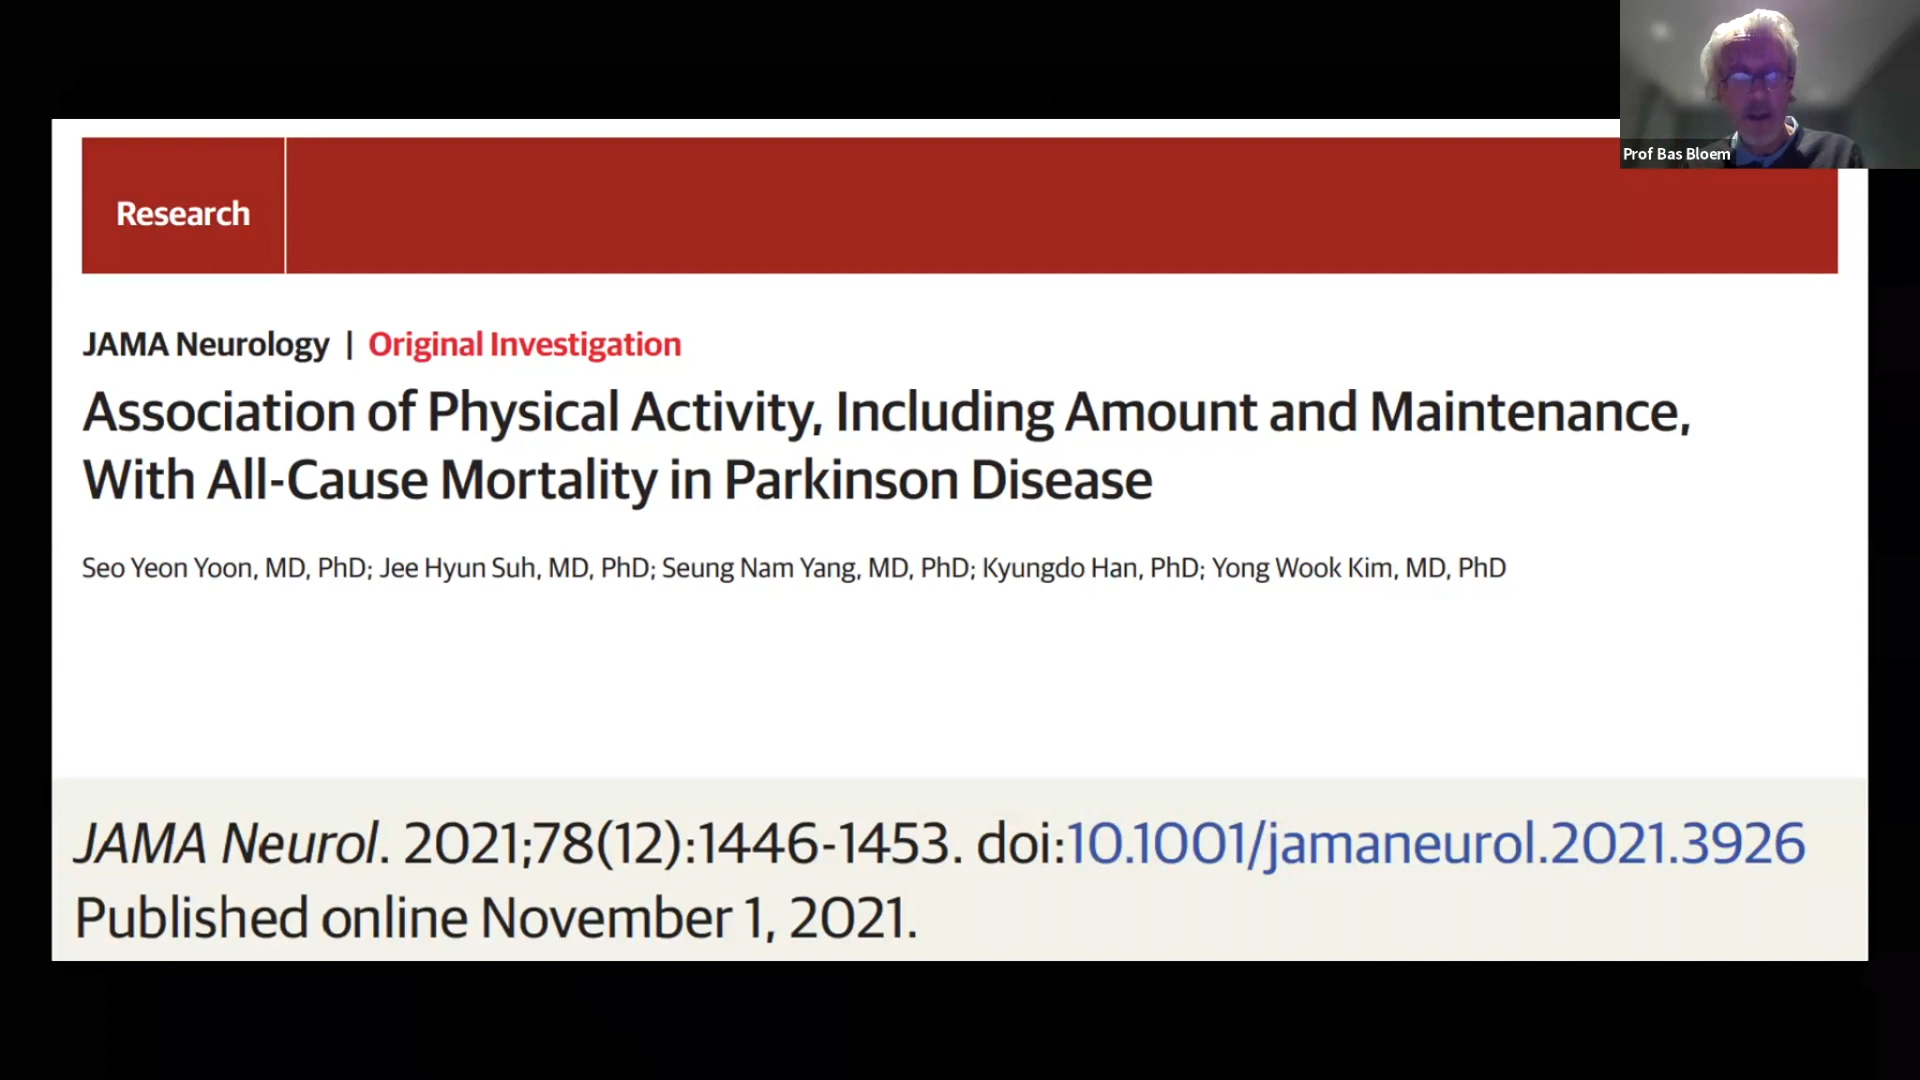 Prof Bas Bloem
Research
JAMA Neurology | Original Investigation
Association of Physical Activity, Including Amount and Maintenance,
With All-Cause Mortality in Parkinson Disease
Seo Yeon Yoon, MD, PhD; Jee Hyun Suh, MD, PhD; Seung Nam Yang, MD, PhD; Kyungdo Han, PhD; Yong Wook Kim, MD, PhD
JAMA Neurol. 2021;78(12):1446-1453. doi:10.1001/jamaneurol.2021.3926
Published online November 1, 2021.